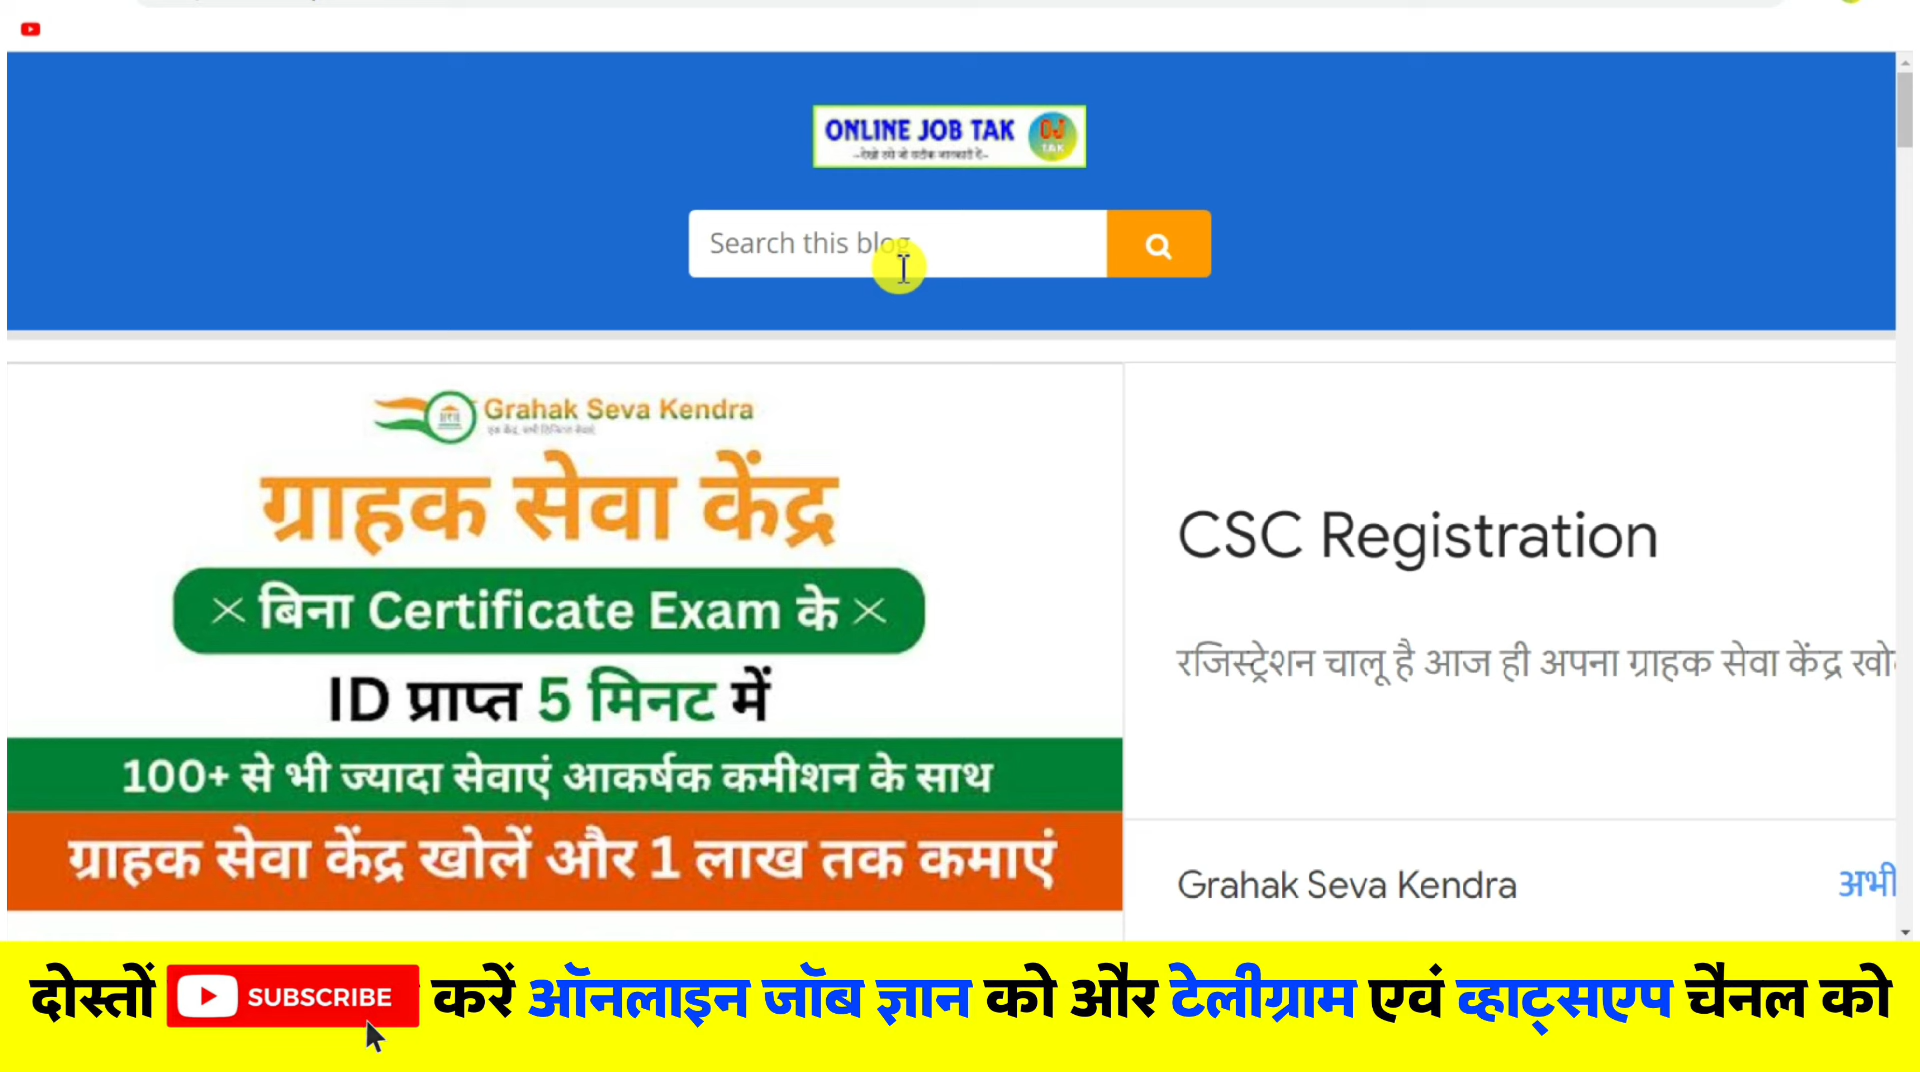 ONLINE JOB TAK
OJ
TAK
Search this blog
Grahak Seva Kendra
ग्राहक सेवा केंद्र
बिना Certificate Exam के
ID प्राप्त 5 मिनट में
100+ से भी ज्यादा सेवाएं आकर्षक कमीशन के साथ
ग्राहक सेवा केंद्र खोलें और 1 लाख तक कमाएं
CSC Registration
रजिस्ट्रेशन चालू है आज ही अपना ग्राहक सेवा केंद्र
Grahak Seva Kendra
अभी
दोस्तों SUBSCRIBE करें ऑनलाइन जॉब ज्ञान को और टेलीग्राम एवं व्हाट्सएप चैनल को